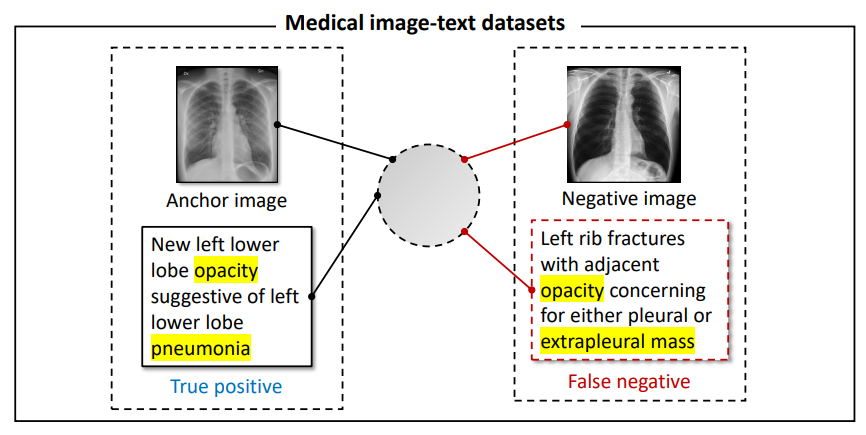 Medical image-text datasets
Anchor image
New left lower
lobe opacity
suggestive of left
lower lobe
pneumonia
True positive
Negative image
Left rib fractures
with adjacent
opacity concerning
for either pleural or
extrapleural mass
False negative